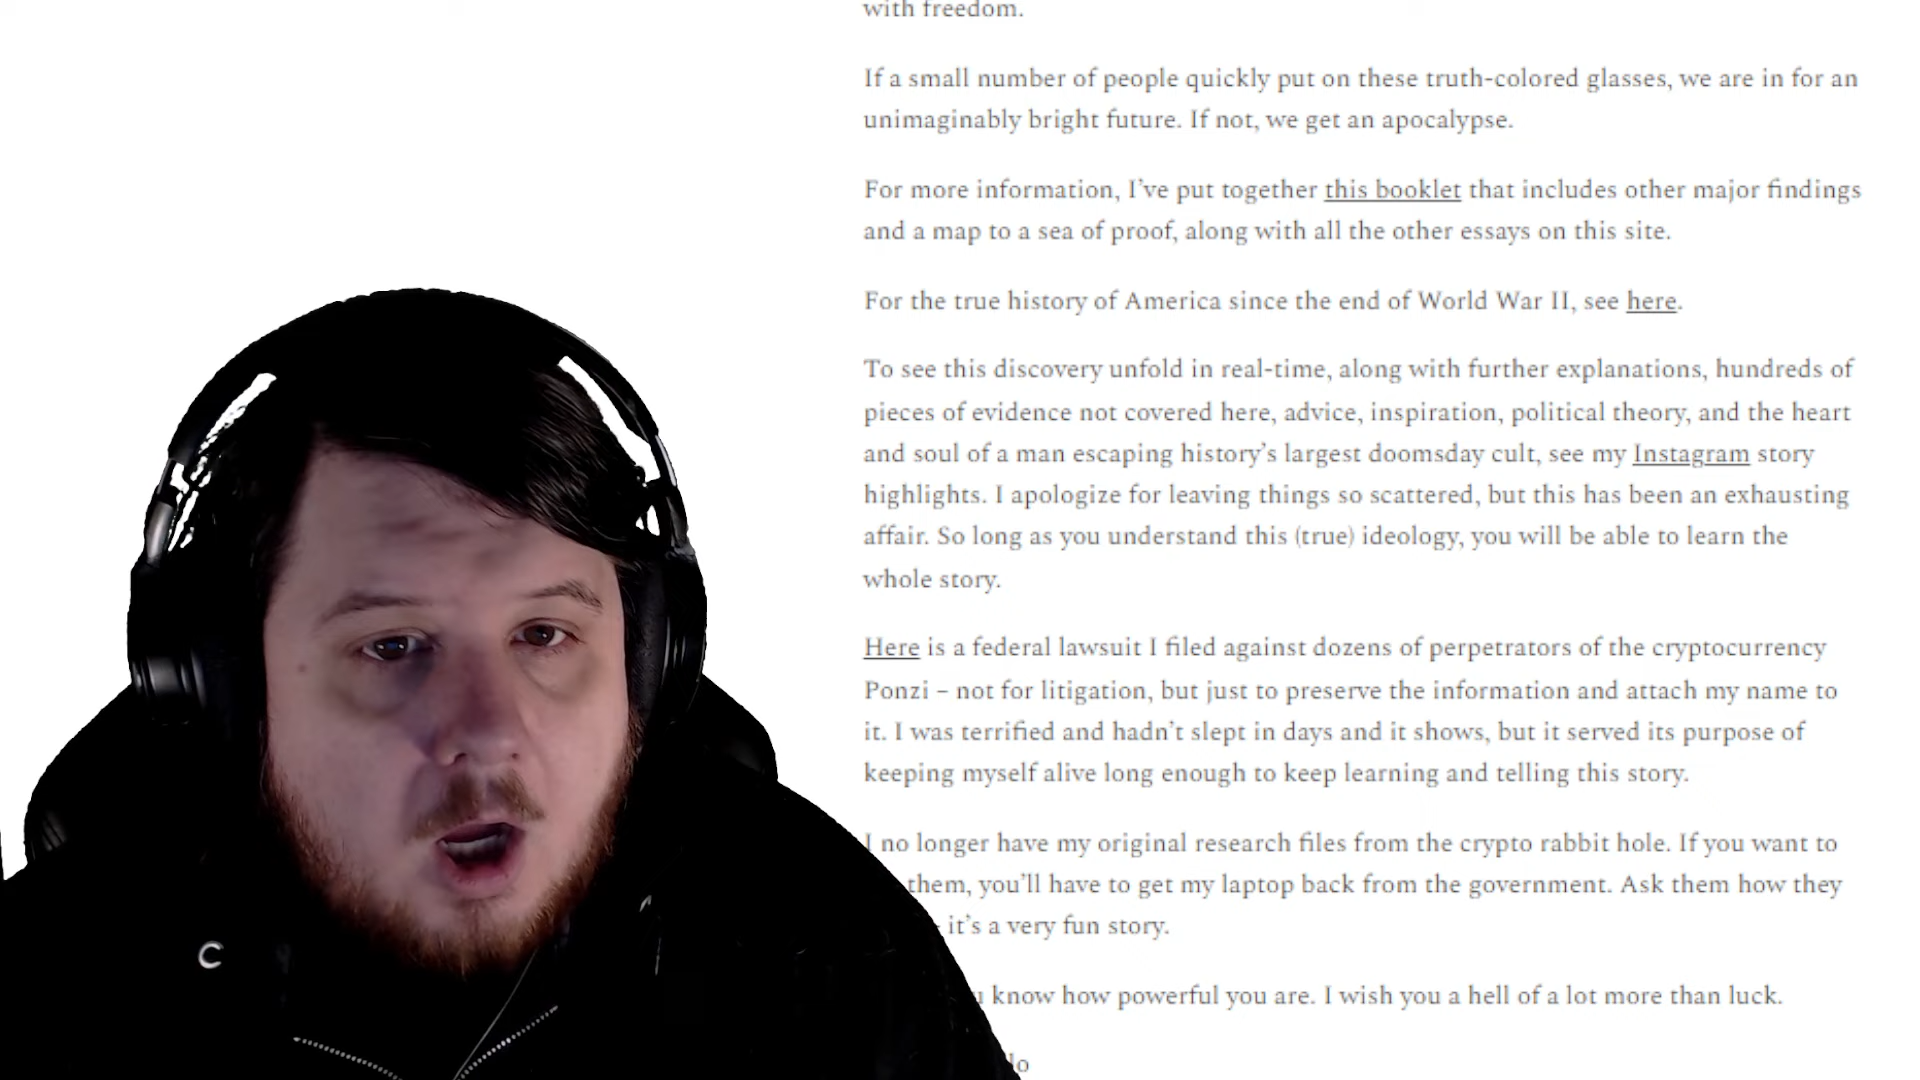 with freedom.
If a small number of people quickly put on these truth-colored glasses, we are in for an
unimaginably bright future. If not, we get an apocalypse.
For more information, I’ve put together this booklet that includes other major findings
and a map to a sea of proof, along with all the other essays on this site.
For the true history of America since the end of World War II, see here.
To see this discovery unfold in real-time, along with further explanations, hundreds of
pieces of evidence not covered here, advice, inspiration, political theory, and the heart
and soul of a man escaping history’s largest doomsday cult, see my Instagram story
highlights. I apologize for leaving things so scattered, but this has been an exhausting
affair. So long as you understand this (true) ideology, you will be able to learn the
whole story.
Here is a federal lawsuit I filed against dozens of perpetrators of the cryptocurrency
Ponzi – not for litigation, but just to preserve the information and attach my name to
it. I was terrified and hadn’t slept in days and it shows, but it served its purpose of
keeping myself alive long enough to keep learning and telling this story.
I no longer have my original research files from the crypto rabbit hole. If you want to
them, you’ll have to get my laptop back from the government. Ask them how they
it’s a very fun story.
know how powerful you are. I wish you a hell of a lot more than luck.